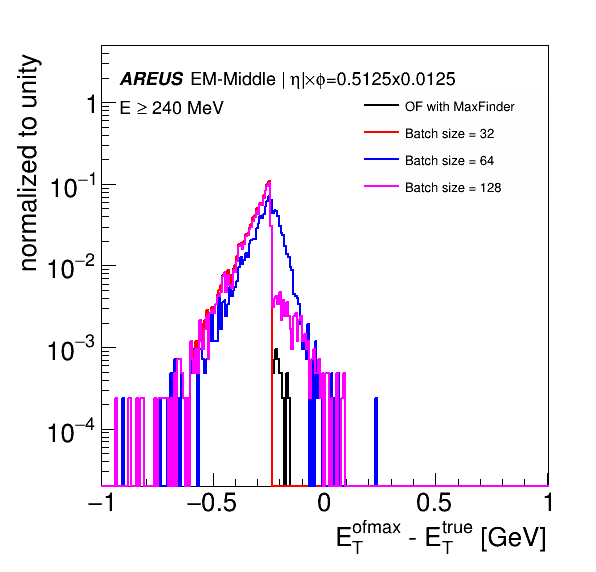 AREUS EM-Middle | η|×ϕ=0.5125x0.0125
E ≥ 240 MeV
OF with MaxFinder
Batch size = 32
Batch size = 64
Batch size = 128
normalized to unity
1
10⁻¹
10⁻²
10⁻³
10⁻⁴
−1 −0.5 0 0.5 1
E_T^ofmax - E_T^true [GeV]